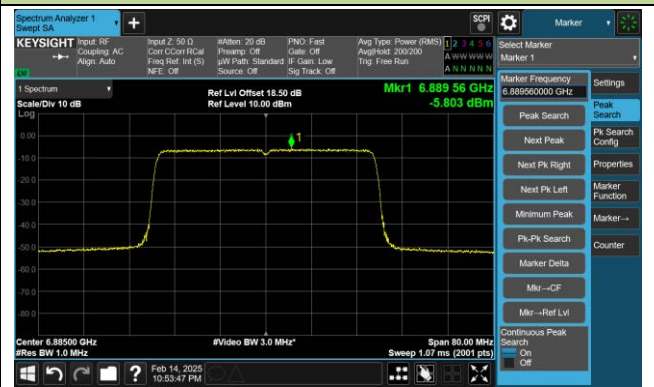 Spectrum Analyzer 1
Swept SA
SCPI
Marker
KEYSIGHT
Input: RF
Coupling: AC
Align: Auto
Input Z: 50 Ω
Corr CCorr RCal
Freq Ref: Int (S)
NFE: Off
#Atten: 20 dB
Preamp: Off
µW Path: Standard
Source: Off
PNO: Fast
Gate: Off
IF Gain: Low
Sig Track: Off
Avg Type: Power (RMS)
Avg|Hold: 200/200
Trig: Free Run
1 2 3 4 5 6
A W W W W W
A N N N N N
Select Marker
Marker 1
1 Spectrum
Scale/Div 10 dB
Log
Ref Lvl Offset 18.50 dB
Ref Level 10.00 dBm
Mkr1 6.889 56 GHz
-5.803 dBm
1
0.00
-10.0
-20.0
-30.0
-40.0
-50.0
-60.0
-70.0
-80.0
Center 6.88500 GHz
#Res BW 1.0 MHz
#Video BW 3.0 MHz*
Span 80.00 MHz
Sweep 1.07 ms (2001 pts)
Marker Frequency
6.889560000 GHz
Peak Search
Next Peak
Next Pk Right
Next Pk Left
Minimum Peak
Pk-Pk Search
Marker Delta
Mkr→CF
Mkr→Ref Lvl
Continuous Peak
Search
On
Off
Settings
Peak
Search
Pk Search
Config
Properties
Marker
Function
Marker→
Counter
?
Feb 14, 2025
10:53:47 PM